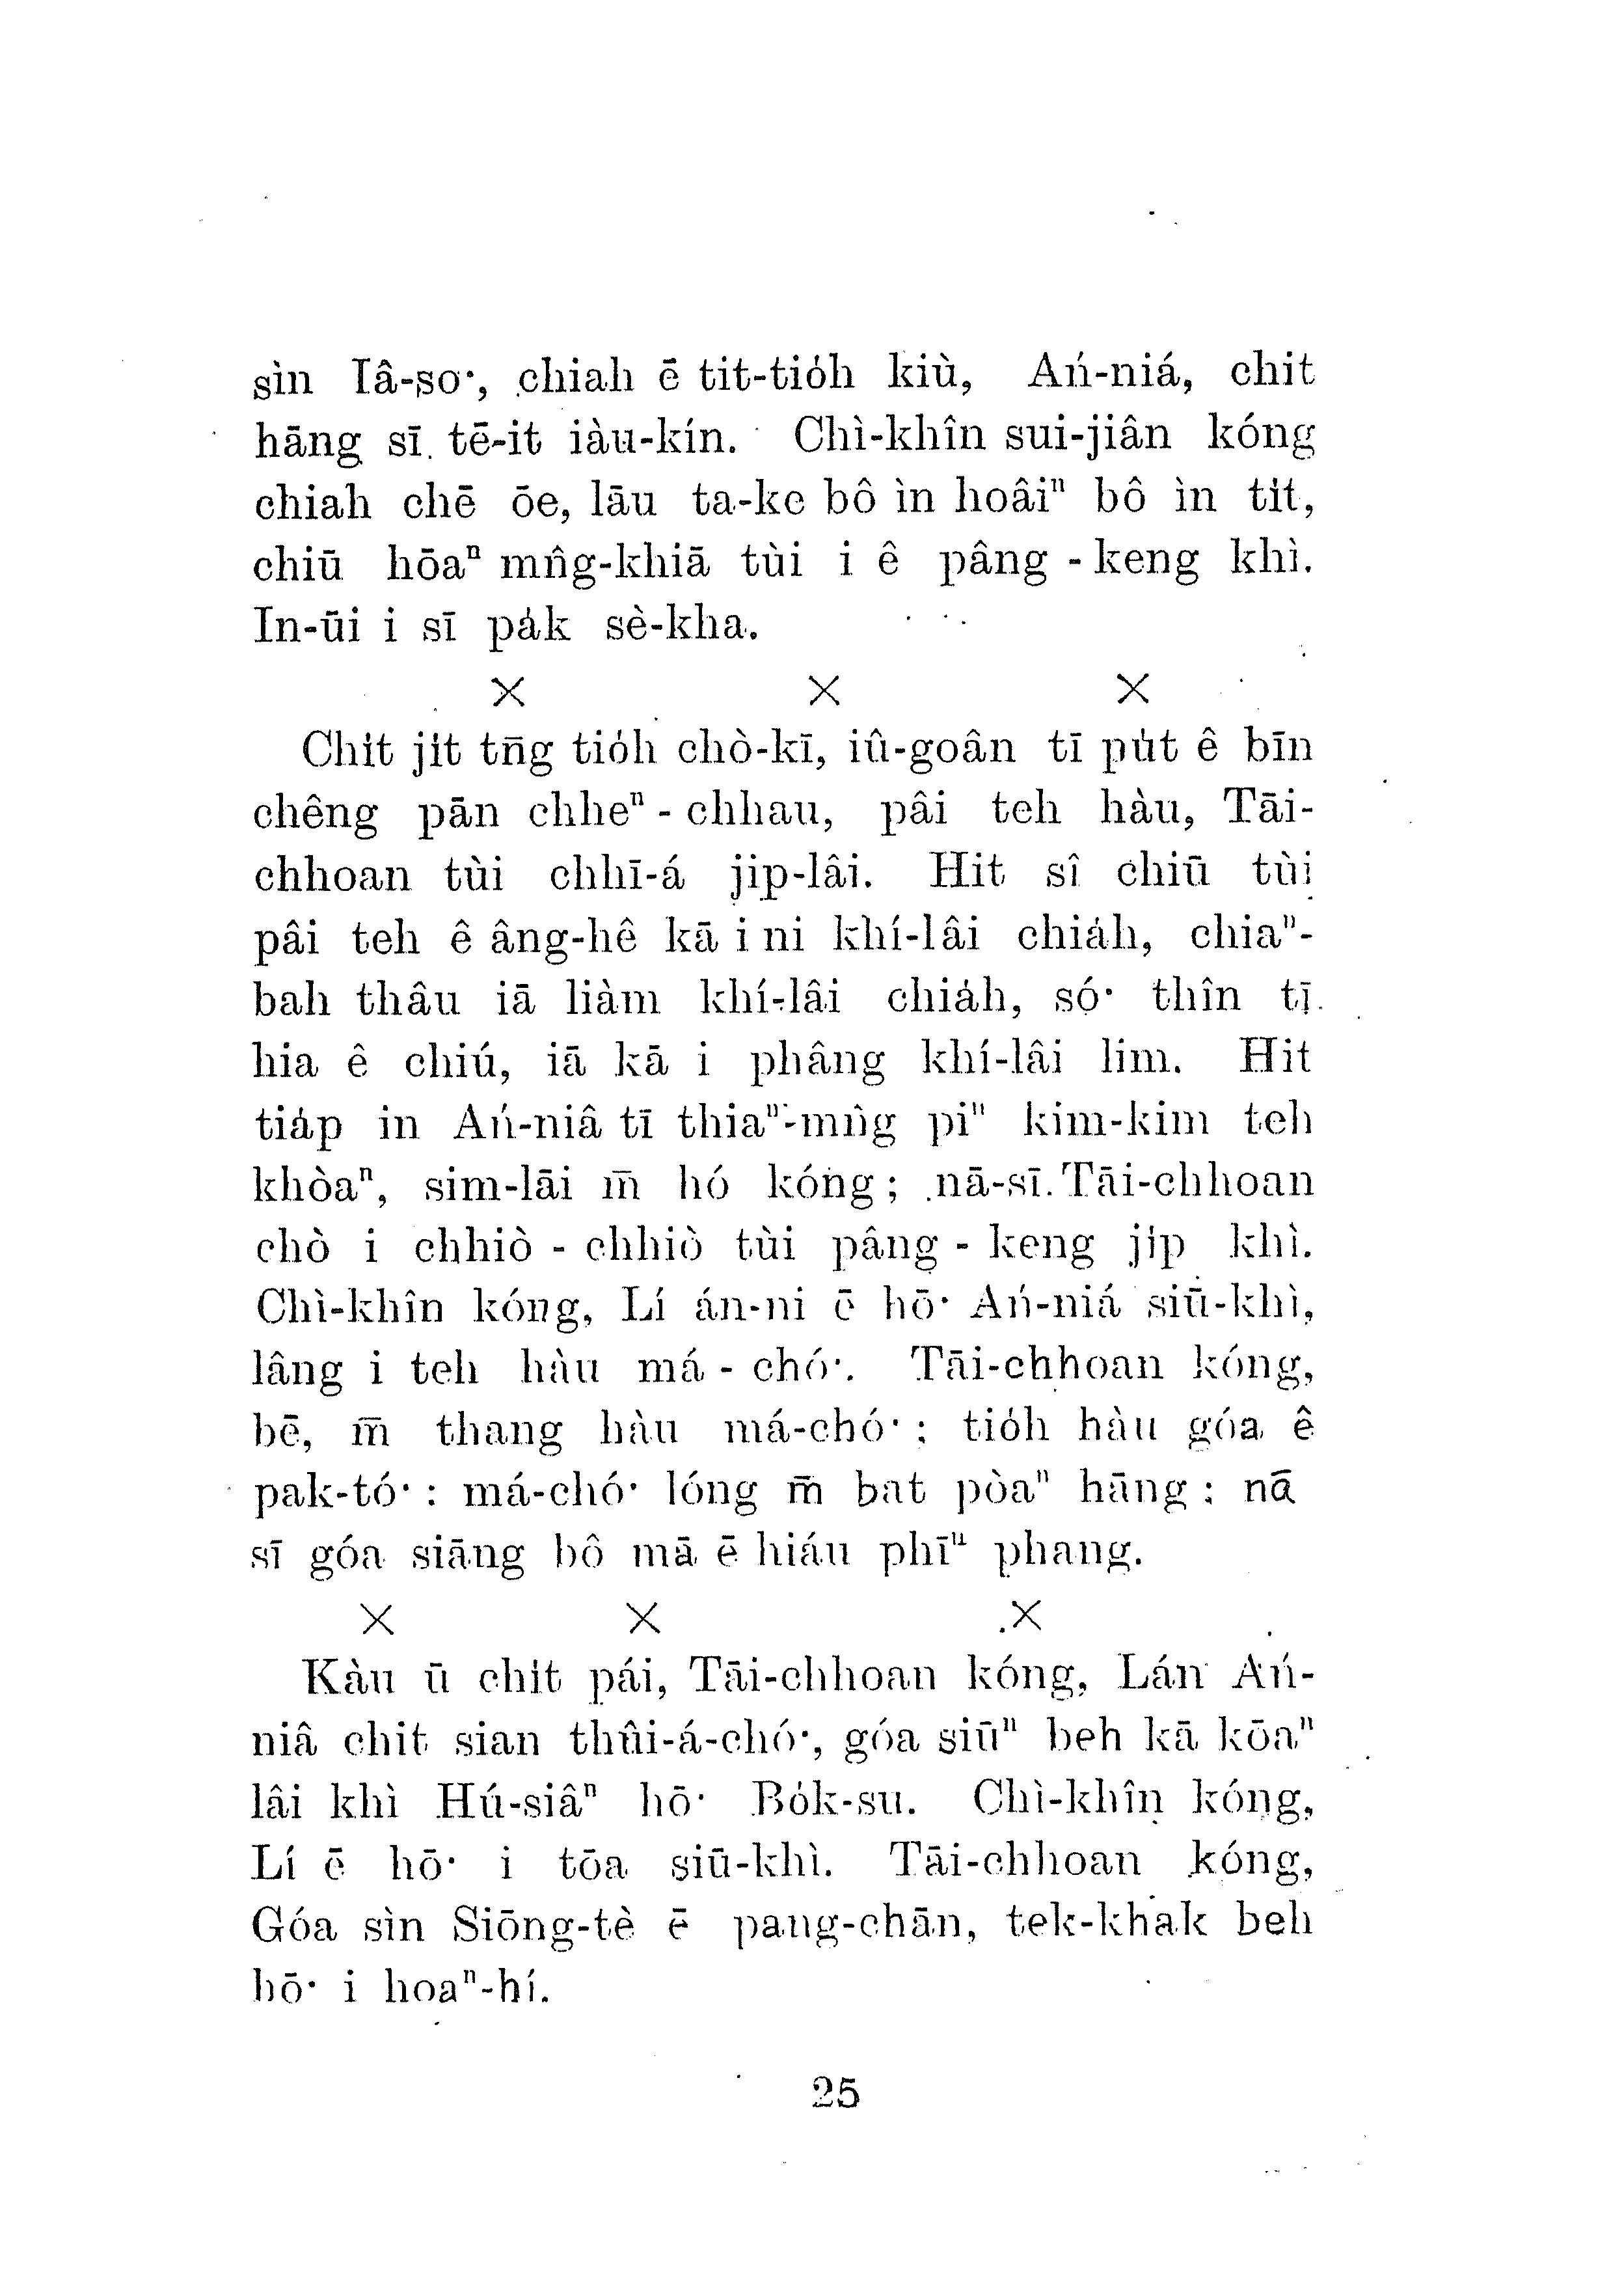 sìn Iâ-so͘, chiah ē tit-tio̍h kiù, Ań-niá, chit
hāng sī tē-it iàu-kín. Chì-khîn sui-jiân kóng
chiah chē ōe, lāu ta-ke bô ìn hoâiⁿ bô ìn ti̍t,
chiū hōaⁿ mn̂g-khiā tùi i ê pâng-keng khì.
In-ūi i sī pa̍k sè-kha.
× × ×
Chi̍t ji̍t tn̄g tio̍h chò-kī, iû-goân tī pu̍t ê bīn
chêng pān chheⁿ-chhau, pâi teh hàu, Tāi-
chhoan tùi chhī-á ji̍p-lâi. Hit sî chiū tùi
pâi teh ê âng-hê kā i ni khí-lâi chia̍h, chiaⁿ-
bah thâu iā liàm khí-lâi chia̍h, só͘ thîn tī
hia ê chiú, iā kā i phâng khí-lâi lim. Hit
tia̍p in Ań-niâ tī thiaⁿ-mn̂g piⁿ kim-kim teh
khòaⁿ, sim-lāi m̄ hó kóng; nā-sī Tāi-chhoan
chò i chhiò-chhiò tùi pâng-keng ji̍p khì.
Chì-khîn kóng, Lí án-ni ē hō͘ Ań-niá siū-khì,
lâng i teh hàu má-chó͘. Tāi-chhoan kóng,
bē, m̄ thang hàu má-chó͘; tio̍h hàu góa ê
pak-tó͘: má-chó͘ lóng m̄ bat pòaⁿ hāng; nā
sī góa siāng bô mā ē hiáu phīⁿ phang.
× × ×
Kàu ū chi̍t pái, Tāi-chhoan kóng, Lán Ań-
niâ chit sian thûi-á-chó͘, góa siūⁿ beh kā kōaⁿ
lâi khì Hú-siâⁿ hō͘ Bo̍k-su. Chì-khîn kóng,
Lí ē hō͘ i tōa siū-khì. Tāi-chhoan kóng,
Góa sìn Siōng-tè ē pang-chān, tek-khak beh
hō͘ i hoaⁿ-hí.
25